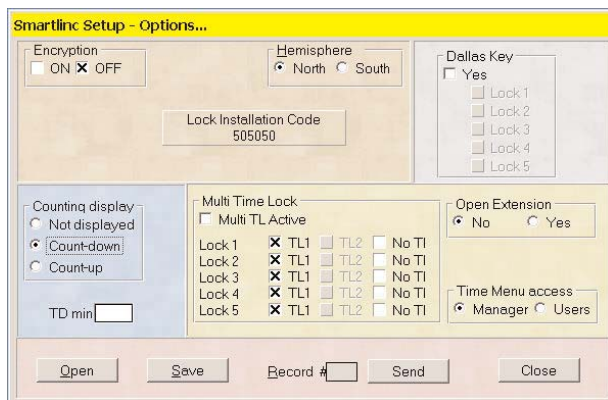 Smartlinc Setup - Options...
Encryption
ON OFF
Hemisphere
North South
Dallas Key
Yes
Lock 1
Lock 2
Lock 3
Lock 4
Lock 5
Lock Installation Code
505050
Counting display
Not displayed
Count-down
Count-up
TD min
Multi Time Lock
Multi TL Active
Lock 1 TL1 TL2 No Tl
Lock 2 TL1 TL2 No Tl
Lock 3 TL1 TL2 No Tl
Lock 4 TL1 TL2 No Tl
Lock 5 TL1 TL2 No Tl
Open Extension
No Yes
Time Menu access
Manager Users
Open Save Record # Send Close